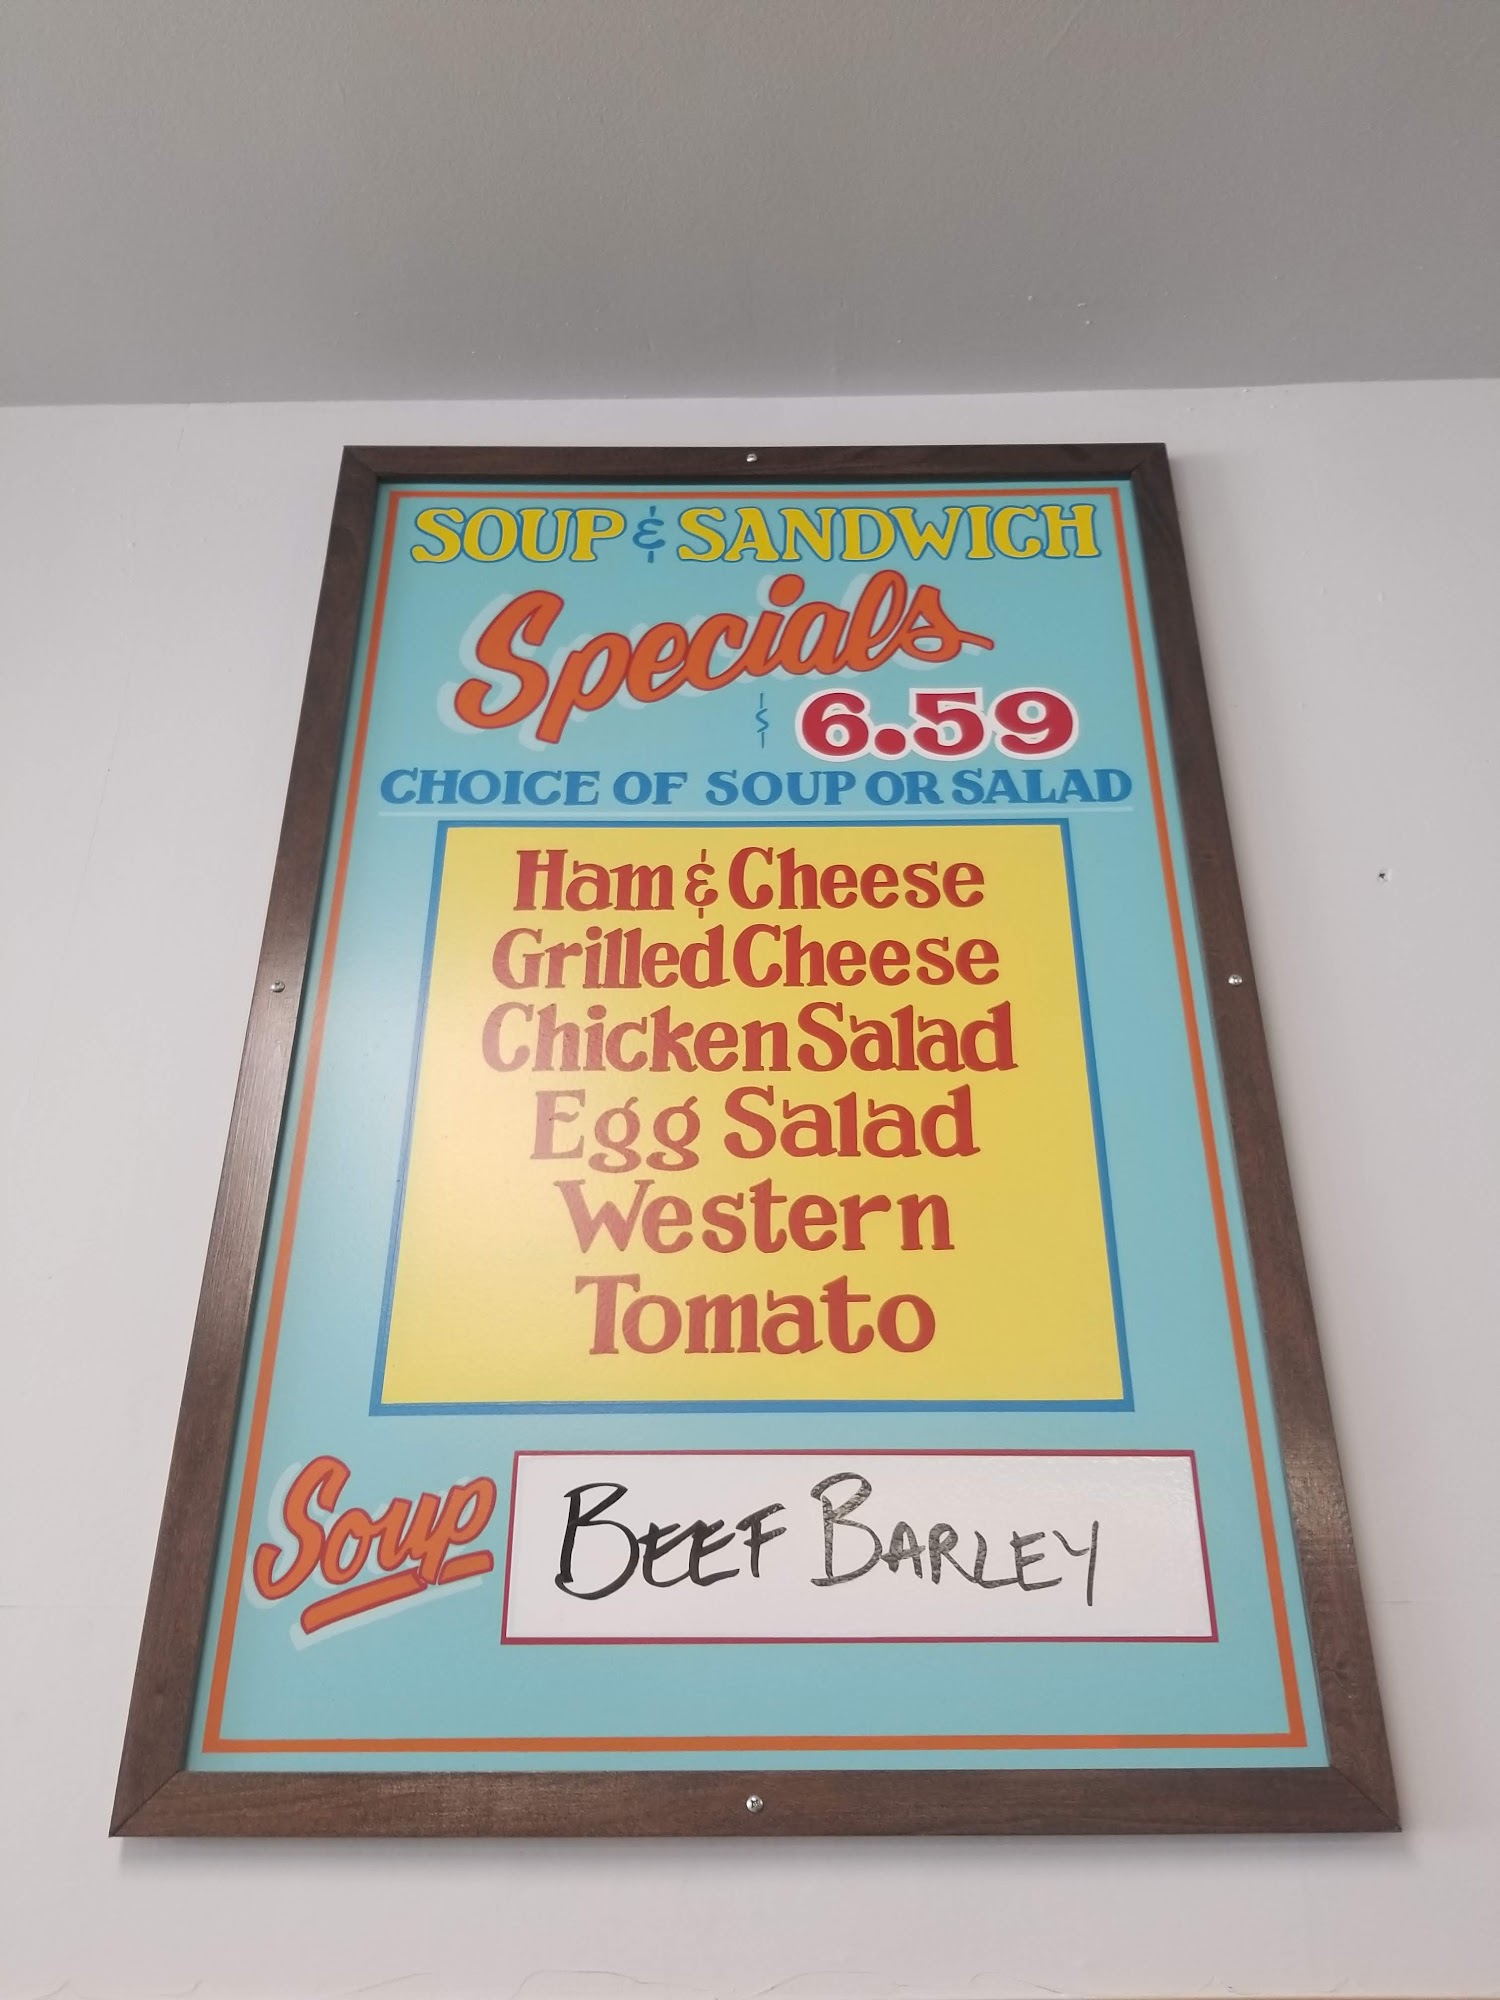 SOUP & SANDWICH
Specials
$ 6.59
CHOICE OF SOUP OR SALAD
Ham & Cheese
Grilled Cheese
Chicken Salad
Egg Salad
Western
Tomato
Soup BEEF BARLEY